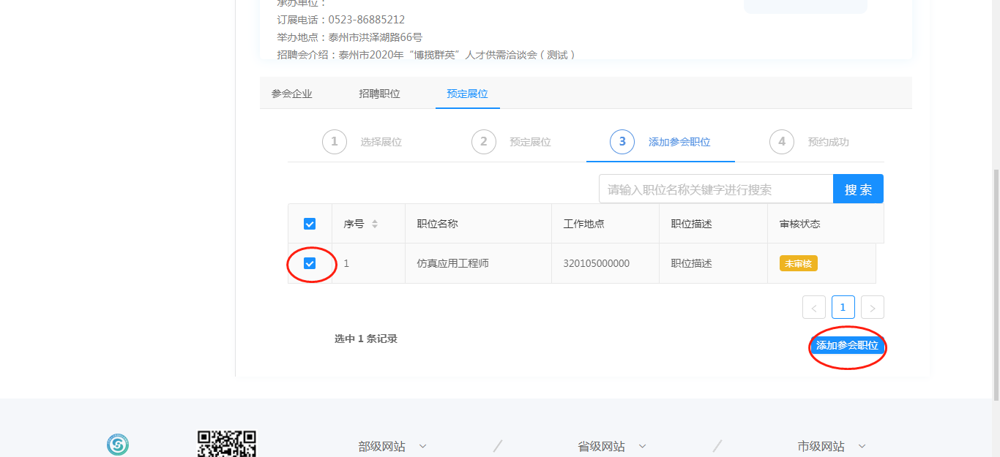 承办单位：
订展电话：0523-86885212
举办地点：泰州市洪泽湖路66号
招聘会介绍：泰州市2020年“博揽群英”人才供需洽谈会（测试）
参会企业 招聘职位 预定展位
1 选择展位 2 预定展位 3 添加参会职位 4 预约成功
请输入职位名称关键字进行搜索 搜 索
序号 职位名称 工作地点 职位描述 审核状态
1 仿真应用工程师 320105000000 职位描述 未审核
< 1 >
选中 1 条记录
添加参会职位
部级网站 / 省级网站 / 市级网站